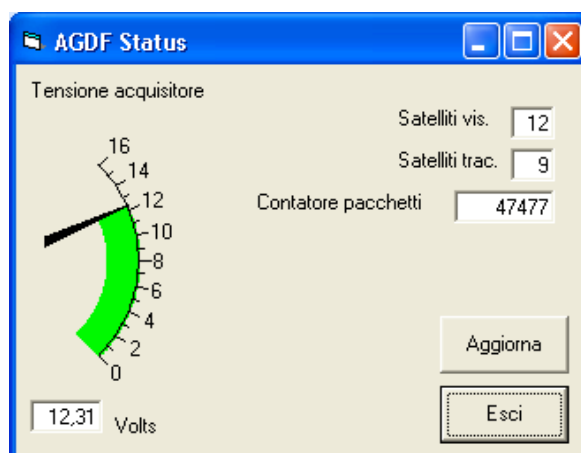 AGDF Status
Tensione acquisitore
Satelliti vis. 12
Satelliti trac. 9
Contatore pacchetti 47477
16
14
12
10
8
6
4
2
0
12,31 Volts
Aggiorna
Esci